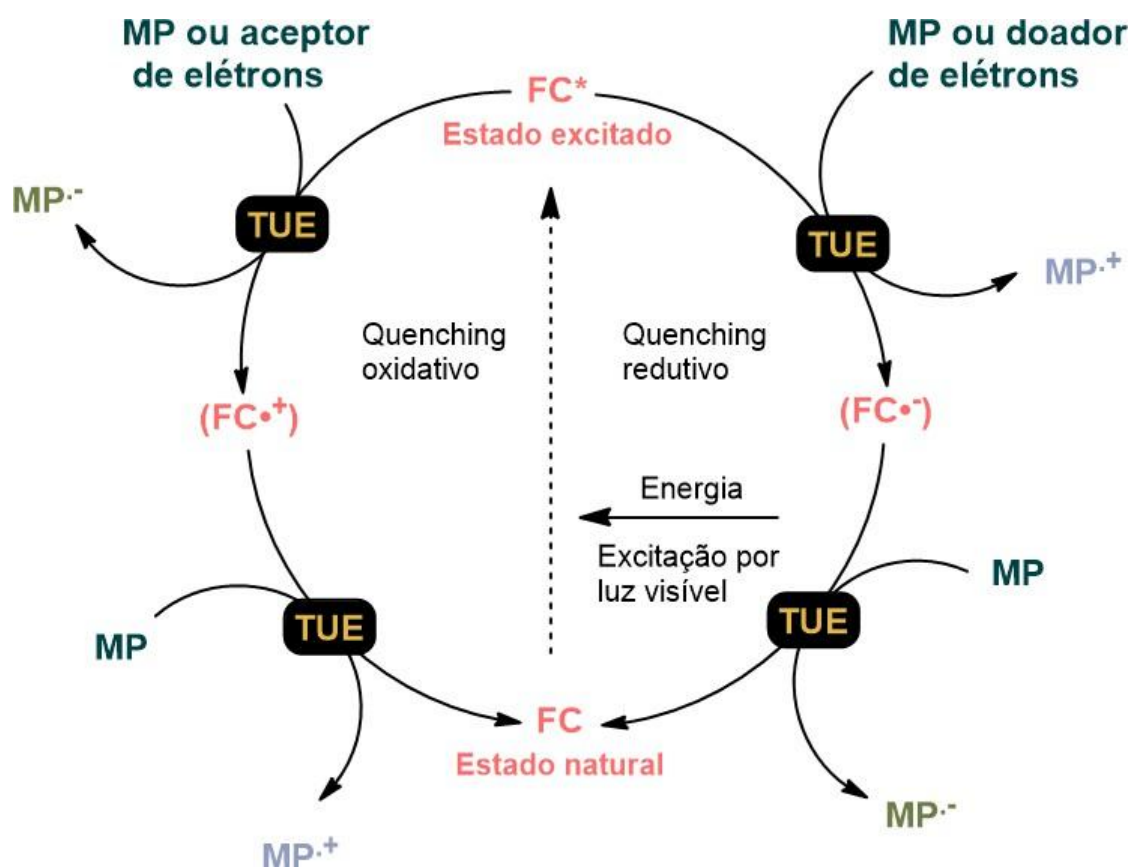 MP ou aceptor
de elétrons
MP ou doador
de elétrons
FC*
Estado excitado
MP·-
TUE
TUE
MP·+
Quenching
oxidativo
Quenching
redutivo
(FC•+)
(FC•-)
Energia
Excitação por
luz visível
MP
MP
TUE
TUE
FC
Estado natural
MP·+
MP·-